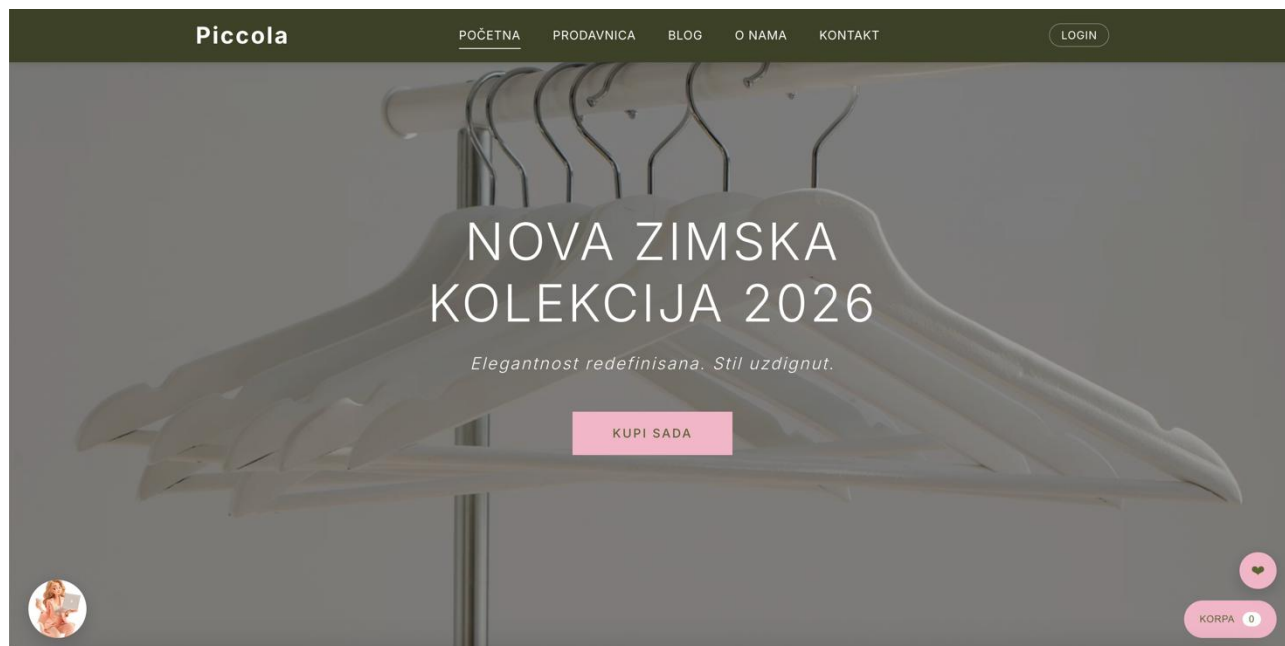 Piccola
POČETNA PRODAVNICA BLOG O NAMA KONTAKT
LOGIN
NOVA ZIMSKA
KOLEKCIJA 2026
Elegantnost redefinisana. Stil uzdignut.
KUPI SADA
KORPA 0